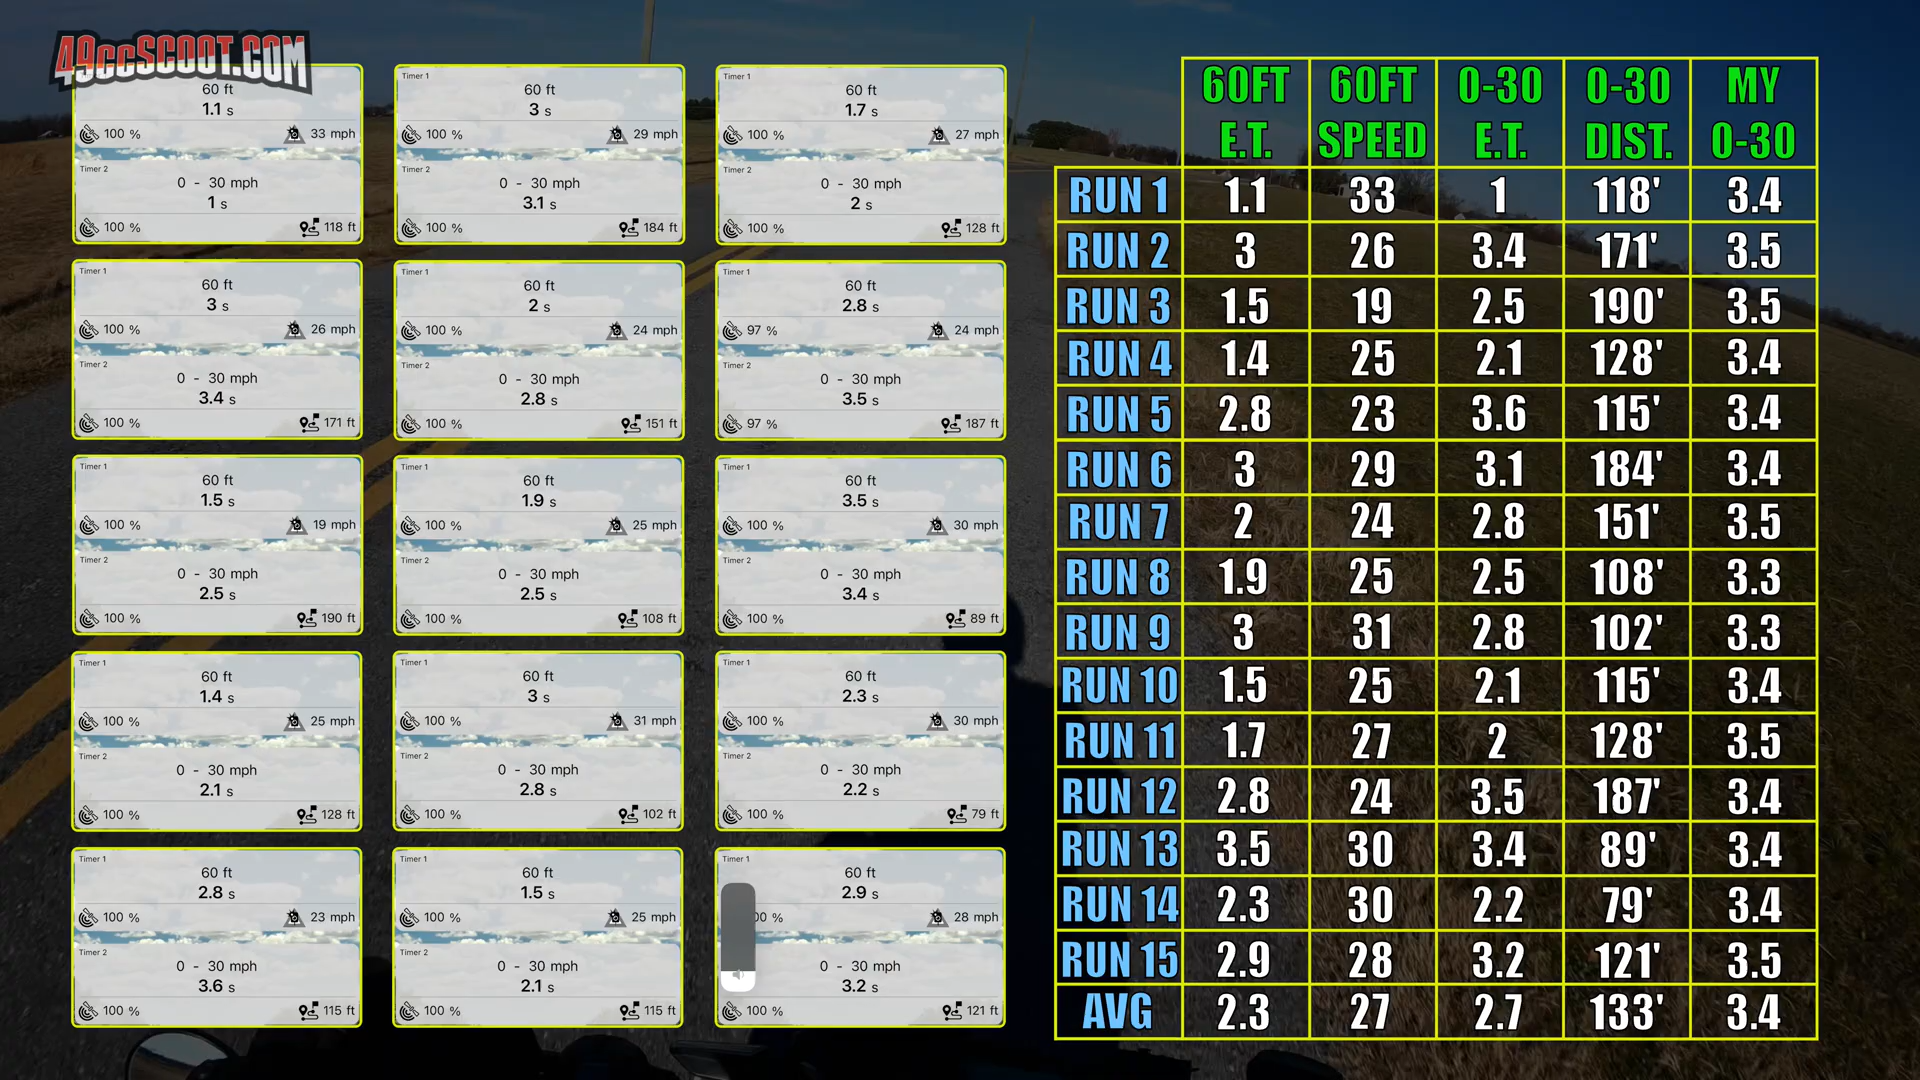 49ccSCOOT.COM
60 ft
1.1 s
100 %
33 mph
Timer 2
0 - 30 mph
1 s
100 %
118 ft
Timer 1
60 ft
3 s
100 %
29 mph
Timer 2
0 - 30 mph
3.1 s
100 %
184 ft
Timer 1
60 ft
1.7 s
100 %
27 mph
Timer 2
0 - 30 mph
2 s
100 %
128 ft
Timer 1
60 ft
3 s
100 %
26 mph
Timer 2
0 - 30 mph
3.4 s
100 %
171 ft
Timer 1
60 ft
2 s
100 %
24 mph
Timer 2
0 - 30 mph
2.8 s
100 %
151 ft
Timer 1
60 ft
2.8 s
97 %
24 mph
Timer 2
0 - 30 mph
3.5 s
97 %
187 ft
Timer 1
60 ft
1.5 s
100 %
19 mph
Timer 2
0 - 30 mph
2.5 s
100 %
190 ft
Timer 1
60 ft
1.9 s
100 %
25 mph
Timer 2
0 - 30 mph
2.5 s
100 %
108 ft
Timer 1
60 ft
3.5 s
100 %
30 mph
Timer 2
0 - 30 mph
3.4 s
100 %
89 ft
Timer 1
60 ft
1.4 s
100 %
25 mph
Timer 2
0 - 30 mph
2.1 s
100 %
128 ft
Timer 1
60 ft
3 s
100 %
31 mph
Timer 2
0 - 30 mph
2.8 s
100 %
102 ft
Timer 1
60 ft
2.3 s
100 %
30 mph
Timer 2
0 - 30 mph
2.2 s
100 %
79 ft
Timer 1
60 ft
2.8 s
100 %
23 mph
Timer 2
0 - 30 mph
3.6 s
100 %
115 ft
Timer 1
60 ft
1.5 s
100 %
25 mph
Timer 2
0 - 30 mph
2.1 s
100 %
115 ft
Timer 1
60 ft
2.9 s
00 %
28 mph
0 - 30 mph
3.2 s
Timer 2
100 %
121 ft
60FT E.T. 60FT SPEED 0-30 E.T. 0-30 DIST. MY 0-30
RUN 1 1.1 33 1 118' 3.4
RUN 2 3 26 3.4 171' 3.5
RUN 3 1.5 19 2.5 190' 3.5
RUN 4 1.4 25 2.1 128' 3.4
RUN 5 2.8 23 3.6 115' 3.4
RUN 6 3 29 3.1 184' 3.4
RUN 7 2 24 2.8 151' 3.5
RUN 8 1.9 25 2.5 108' 3.3
RUN 9 3 31 2.8 102' 3.3
RUN 10 1.5 25 2.1 115' 3.4
RUN 11 1.7 27 2 128' 3.5
RUN 12 2.8 24 3.5 187' 3.4
RUN 13 3.5 30 3.4 89' 3.4
RUN 14 2.3 30 2.2 79' 3.4
RUN 15 2.9 28 3.2 121' 3.5
AVG 2.3 27 2.7 133' 3.4